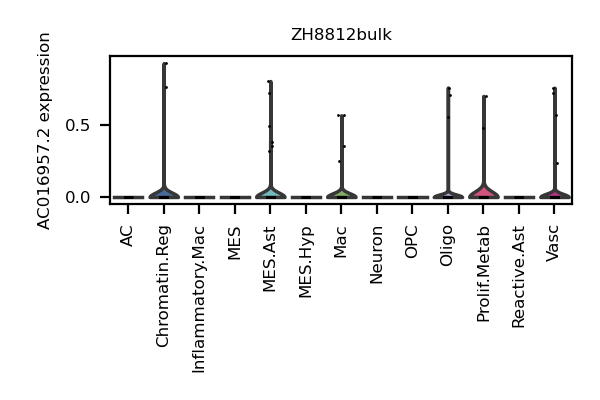 ZH8812bulk
AC016957.2 expression
0.5
0.0
AC
Chromatin.Reg
Inflammatory.Mac
MES
MES.Ast
MES.Hyp
Mac
Neuron
OPC
Oligo
Prolif.Metab
Reactive.Ast
Vasc